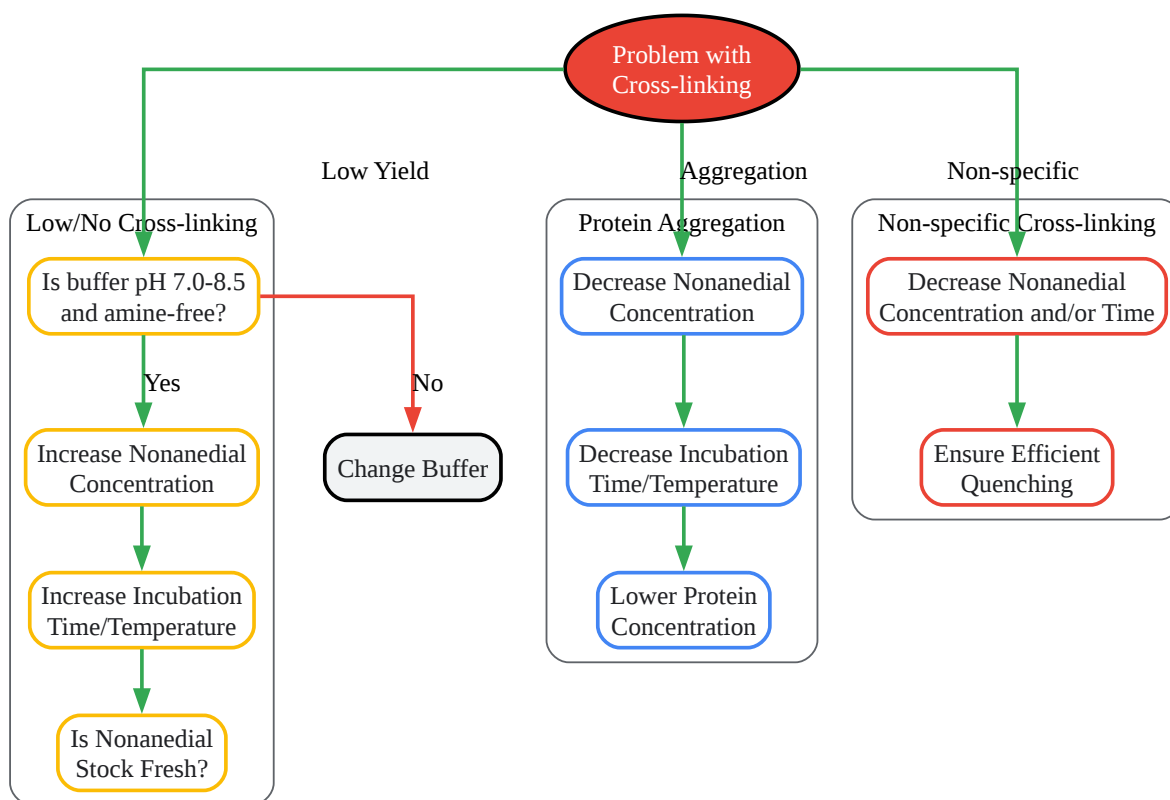 Problem with
Cross-linking
Low Yield
Aggregation
Non-specific
Low/No Cross-linking
Is buffer pH 7.0-8.5
and amine-free?
Yes
No
Increase Nonanedial
Concentration
Change Buffer
Increase Incubation
Time/Temperature
Is Nonanedial
Stock Fresh?
Protein Aggregation
Decrease Nonanedial
Concentration
Decrease Incubation
Time/Temperature
Lower Protein
Concentration
Non-specific Cross-linking
Decrease Nonanedial
Concentration and/or Time
Ensure Efficient
Quenching